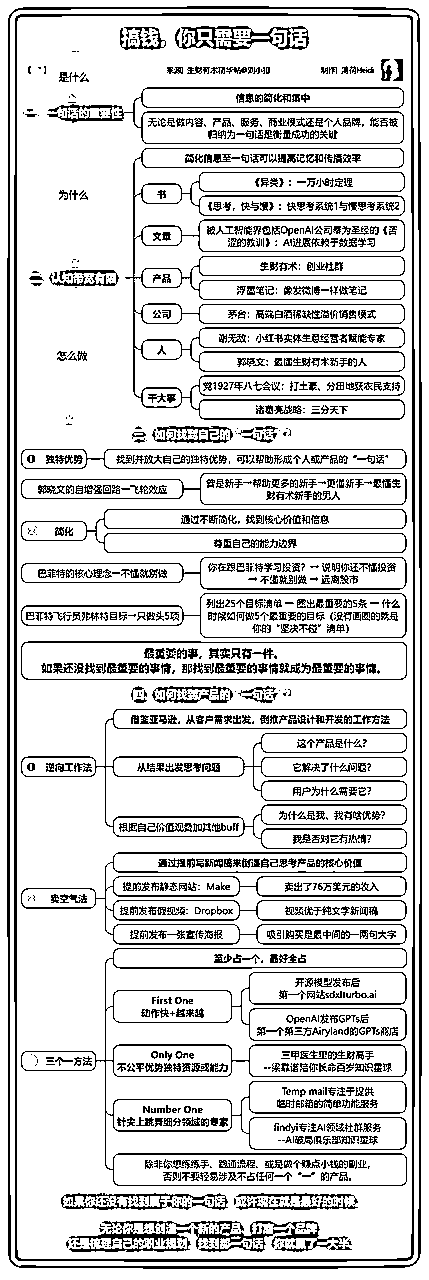 搞钱，你只需要一句话
来源：生财有术精华帖@刘小排
制作：薄荷Heidi
是什么
一、一句话的重要性
信息的简化和集中
无论是做内容、产品、服务、商业模式还是个人品牌，能否被
归纳为一句话是衡量成功的关键
为什么
二、认知带宽有限
简化信息至一句话可以提高记忆和传播效率
书
《异类》：一万小时定理
《思考，快与慢》：快思考系统1与慢思考系统2
文章
被人工智能界包括OpenAI公司奉为圣经的《苦
涩的教训》：AI进展依赖于数据学习
产品
生财有术：创业社群
浮墨笔记：像发微博一样做笔记
公司
茅台：高端白酒稀缺性溢价销售模式
人
谢无敌：小红书实体生意经营者赋能专家
郭晓文：最懂生财有术新手的人
干大事
党1927年八七会议：打土豪、分田地获农民支持
诸葛亮战略：三分天下
怎么做
三、如何找到自己的“一句话”？
独特优势
找到并放大自己的独特优势，可以帮助形成个人或产品的“一句话”
郭晓文的自增强回路—飞轮效应
曾是新手→帮助更多的新手→更懂新手→最懂生
财有术新手的男人
简化
通过不断简化，找到核心价值和信息
尊重自己的能力边界
巴菲特的核心理念—不懂就别做
你在跟巴菲特学习投资？→ 说明你还不懂投资
→ 不懂就别做 → 远离股市
巴菲特飞行员弗林特目标→只做头5项
列出25个目标清单 — 圈出最重要的5条 — 什么
时候如何做5个最重要的目标（没有画圈的就是
你的“坚决不碰”清单）
最重要的事，其实只有一件。
如果还没找到最重要的事情，那找到最重要的事情就成为最重要的事情。
四、如何找到产品的“一句话”？
逆向工作法
借鉴亚马逊，从客户需求出发，倒推产品设计和开发的工作方法
从结果出发思考问题
这个产品是什么？
它解决了什么问题？
用户为什么需要它？
根据自己价值观叠加其他buff
为什么是我、我有啥优势？
我是否对它有热情？
卖空气法
通过提前写新闻稿来倒逼自己思考产品的核心价值
提前发布静态网站：Make
卖出了76万美元的收入
提前发布假视频：Dropbox
视频优于纯文字新闻稿
提前发布一张宣传海报
吸引购买是最中间的一两句大字
三个一方法
至少占一个，最好全占
First One
动作快+越来越
开源模型发布后
第一个网站sdxlturbo.ai
OpenAI发布GPTs后
第一个第三方Airyland的GPTs商店
Only One
不公平优势独特资源或能力
三甲医生里的生财高手
--梁靠谱陪你长命百岁知识星球
Number One
针尖上跳舞细分领域的专家
Temp mail专注于提供
临时邮箱的简单功能服务
findyi专注AI领域社群服务
--AI破局俱乐部知识星球
除非你想练练手、跑通流程、或是做个赚点小钱的副业，
否则不要轻易涉及不占任何一个“一”的产品。
如果你还没有找到属于你的一句话，或许现在就是最好的时候。
无论你是想创造一个新的产品、打造一个品牌
还是梳理自己的职业规划，找到那一句话，你就赢了一大半